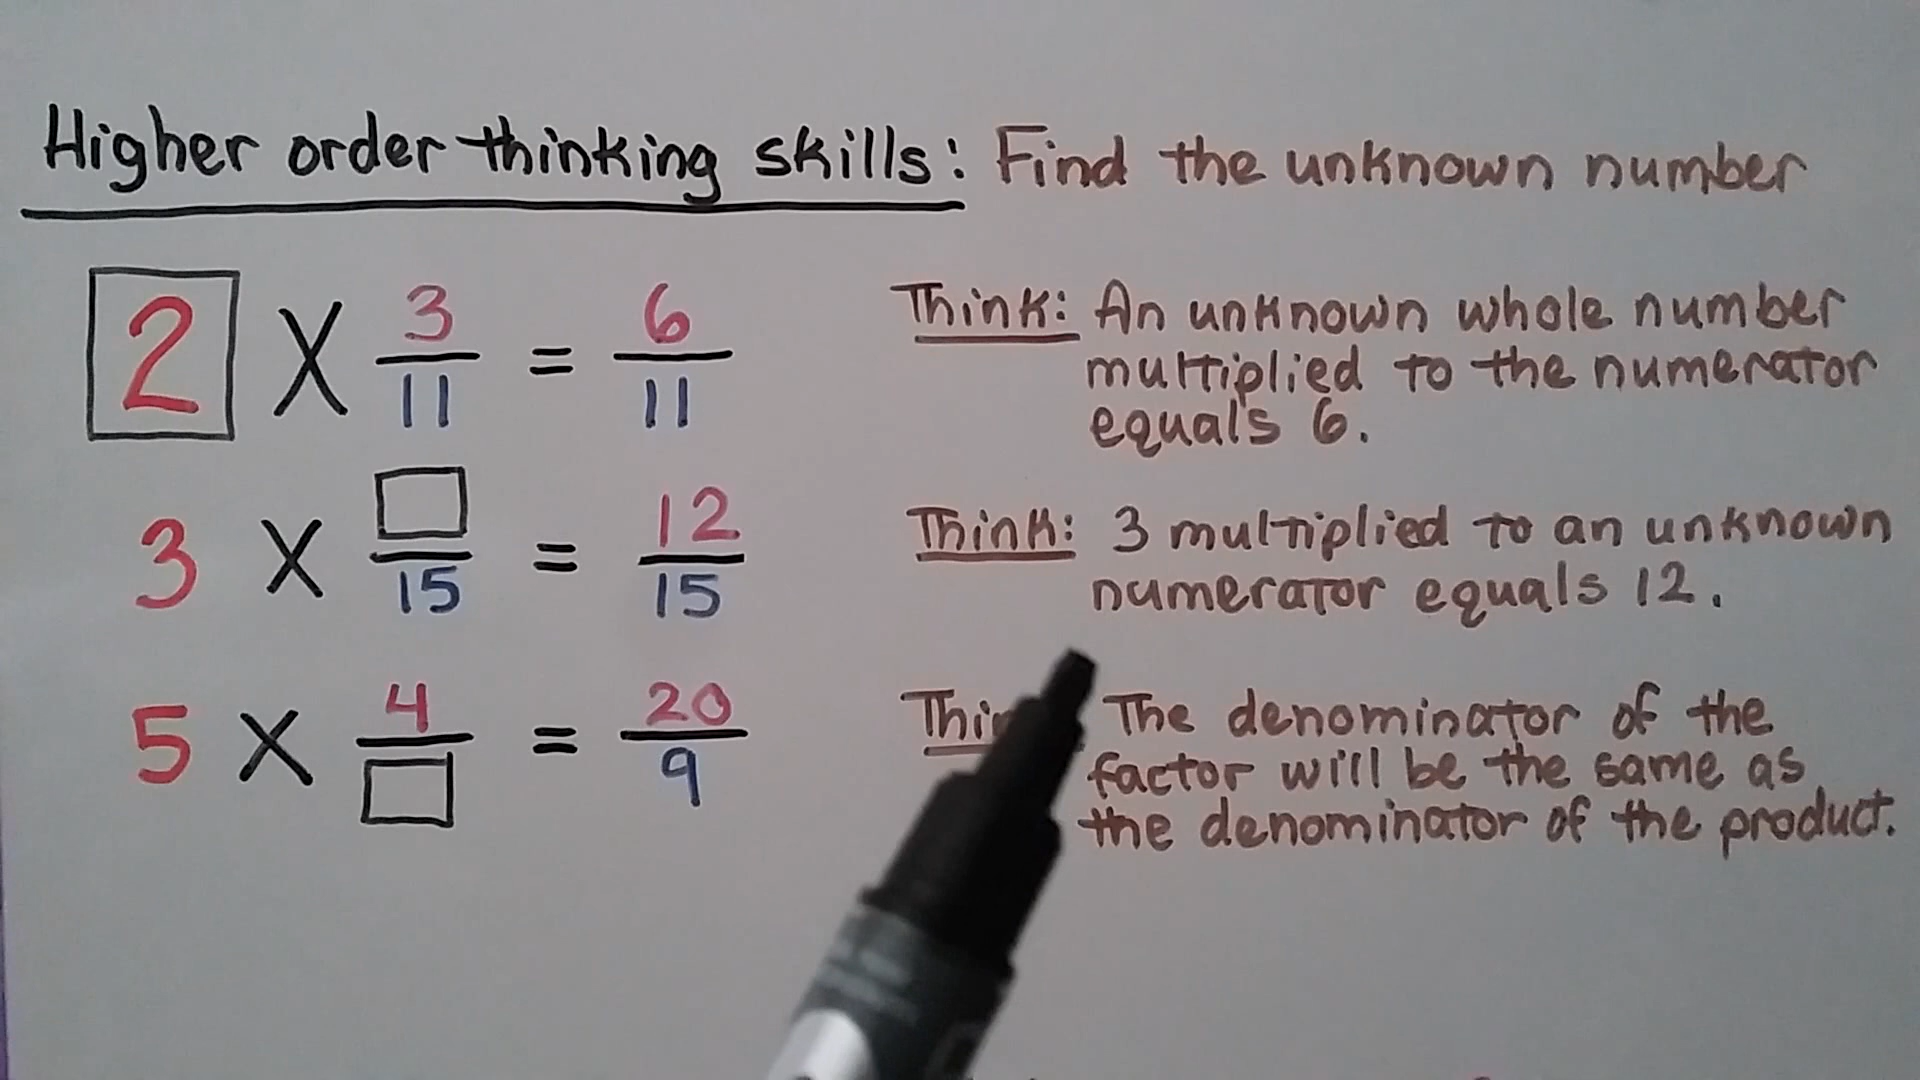 Higher order thinking skills: Find the unknown number
2 X 3/11 = 6/11
Think: An unknown whole number
multiplied to the numerator
equals 6.
3 X □/15 = 12/15
Think: 3 multiplied to an unknown
numerator equals 12.
5 X 4/□ = 20/9
The denominator of the
factor will be the same as
the denominator of the product.